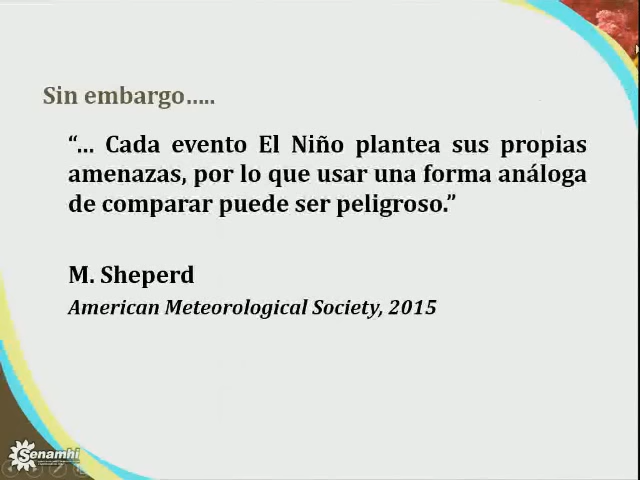 Sin embargo.....
“... Cada evento El Niño plantea sus propias
amenazas, por lo que usar una forma análoga
de comparar puede ser peligroso.”
M. Sheperd
American Meteorological Society, 2015
Senamhi